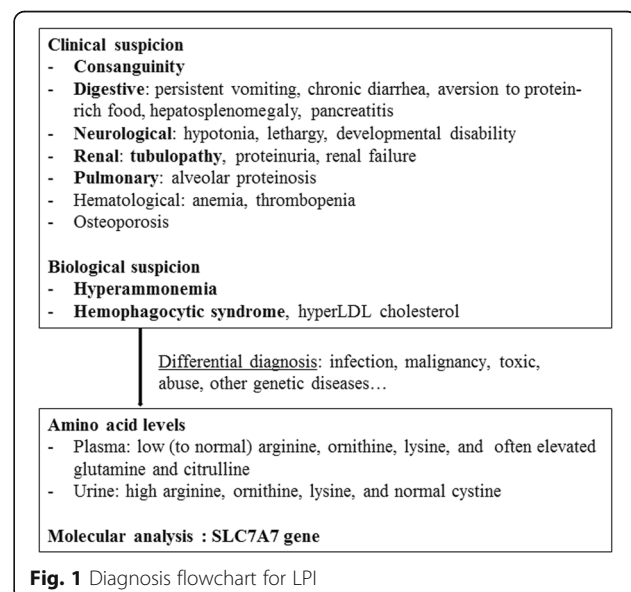 Clinical suspicion
- Consanguinity
- Digestive: persistent vomiting, chronic diarrhea, aversion to protein-
rich food, hepatosplenomegaly, pancreatitis
- Neurological: hypotonia, lethargy, developmental disability
- Renal: tubulopathy, proteinuria, renal failure
- Pulmonary: alveolar proteinosis
- Hematological: anemia, thrombopenia
- Osteoporosis
Biological suspicion
- Hyperammonemia
- Hemophagocytic syndrome, hyperLDL cholesterol
Differential diagnosis: infection, malignancy, toxic,
abuse, other genetic diseases…
Amino acid levels
- Plasma: low (to normal) arginine, ornithine, lysine, and often elevated
glutamine and citrulline
- Urine: high arginine, ornithine, lysine, and normal cystine
Molecular analysis : SLC7A7 gene
Fig. 1 Diagnosis flowchart for LPI